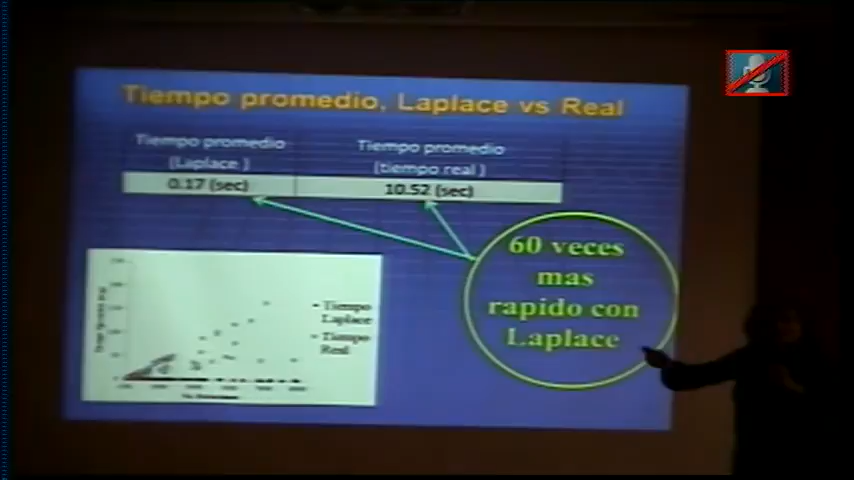 Tiempo promedio, Laplace vs Real
Tiempo promedio
(Laplace )
Tiempo promedio
(tiempo real )
0.17 (sec)
10.52 (sec)
60 veces
mas
rapido con
Laplace
Tiempo
Laplace
Tiempo
Real